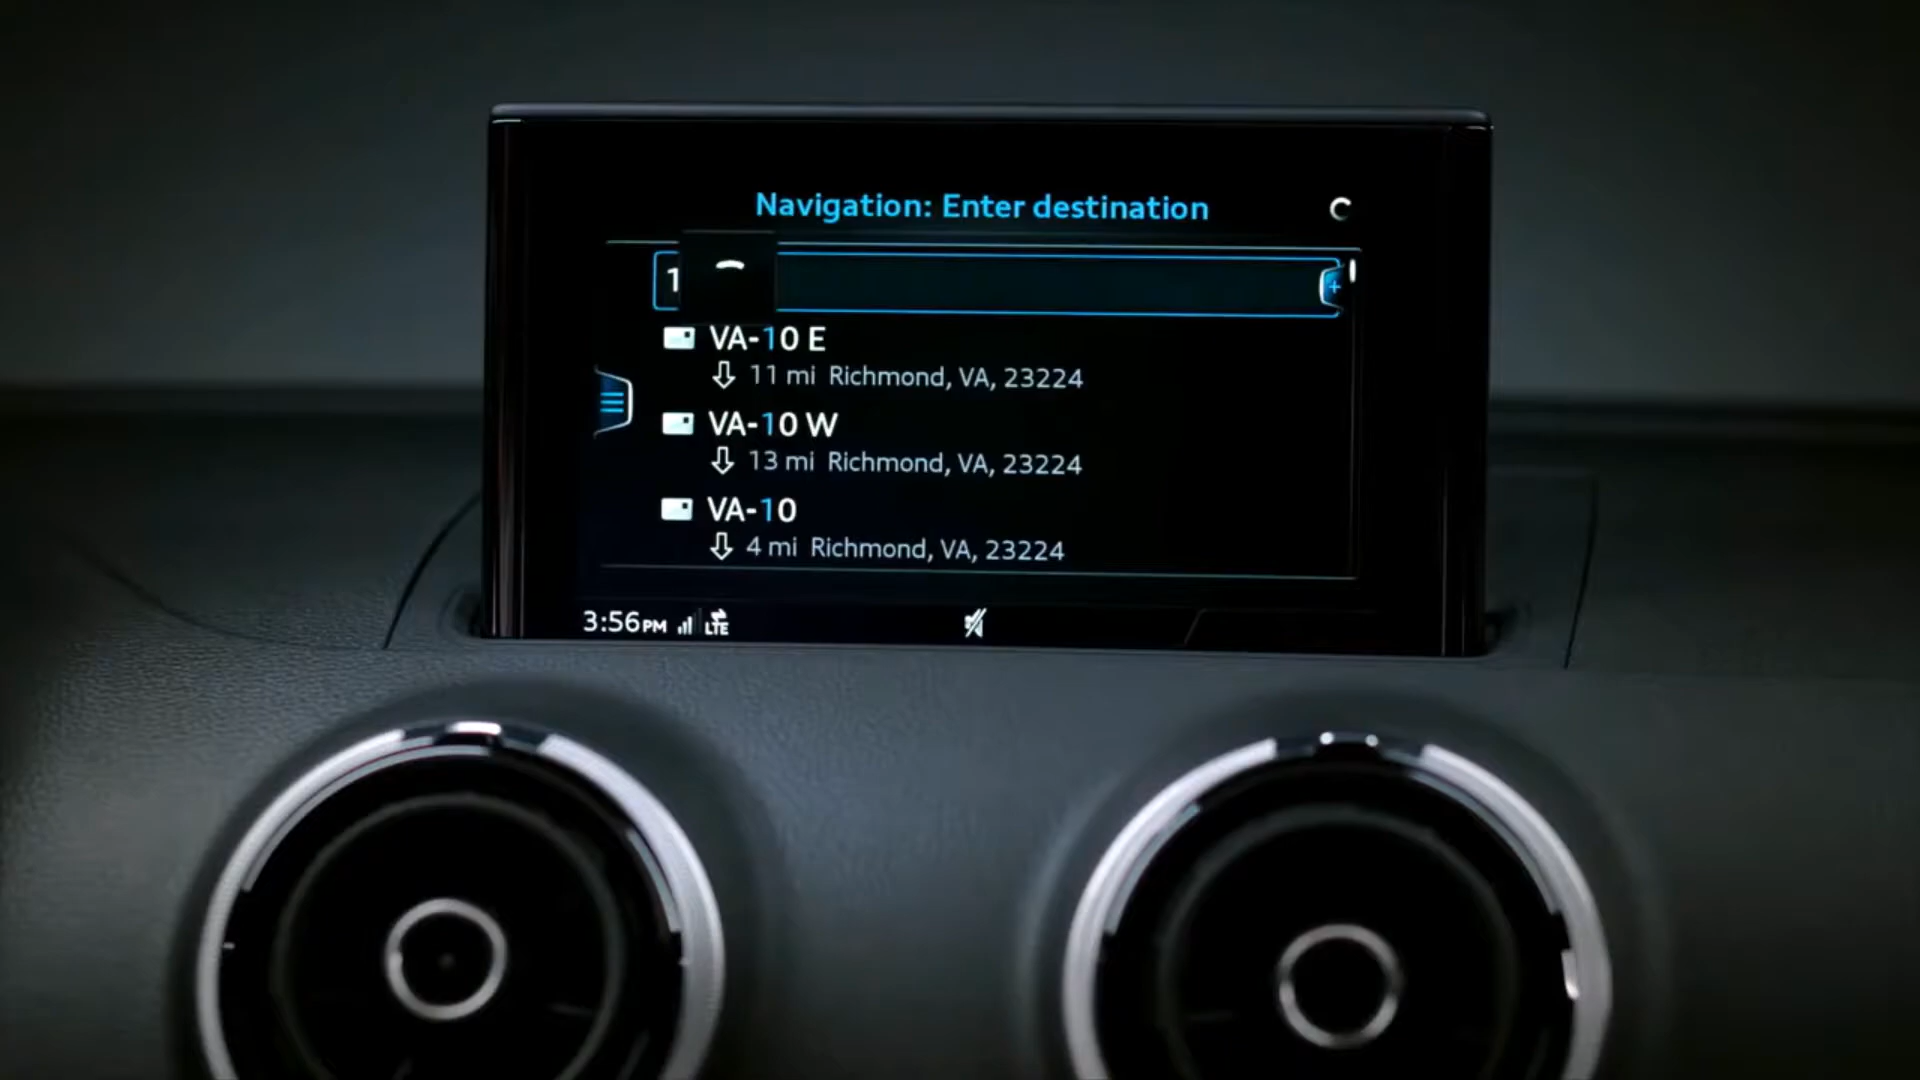 Navigation: Enter destination
1
VA-10 E
11 mi Richmond, VA, 23224
VA-10 W
13 mi Richmond, VA, 23224
VA-10
4 mi Richmond, VA, 23224
3:56PM LTE